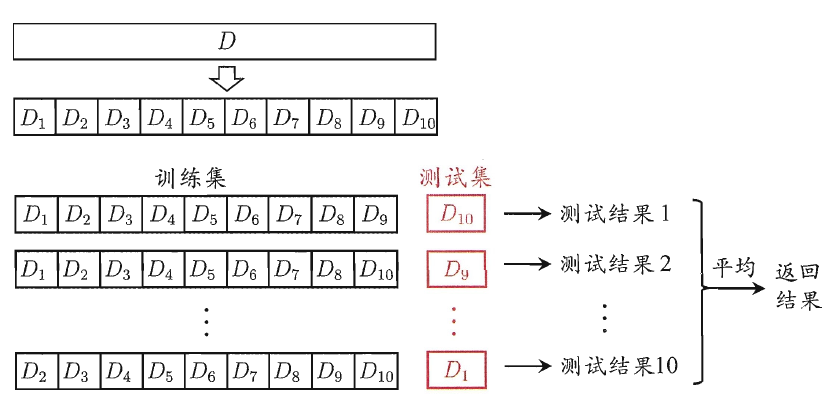 D
D₁ D₂ D₃ D₄ D₅ D₆ D₇ D₈ D₉ D₁₀
训练集 测试集
D₁ D₂ D₃ D₄ D₅ D₆ D₇ D₈ D₉ D₁₀ 测试结果 1
D₁ D₂ D₃ D₄ D₅ D₆ D₇ D₈ D₁₀ D₉ 测试结果 2
平均 返回
结果
⋮ ⋮ ⋮
D₂ D₃ D₄ D₅ D₆ D₇ D₈ D₉ D₁₀ D₁ 测试结果10